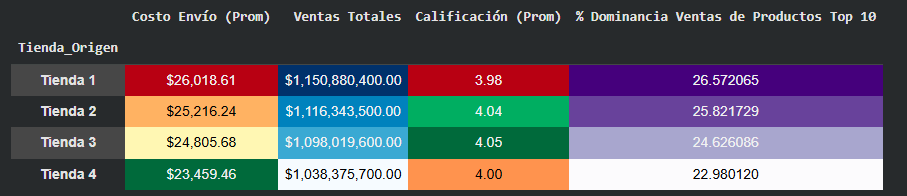 Costo Envío (Prom) Ventas Totales Calificación (Prom) % Dominancia Ventas de Productos Top 10
Tienda_Origen
Tienda 1 $26,018.61 $1,150,880,400.00 3.98 26.572065
Tienda 2 $25,216.24 $1,116,343,500.00 4.04 25.821729
Tienda 3 $24,805.68 $1,098,019,600.00 4.05 24.626086
Tienda 4 $23,459.46 $1,038,375,700.00 4.00 22.980120